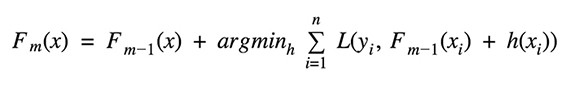 F_m(x) = F_{m−1}(x) + argmin_h ∑_{i=1}^{n} L(y_i, F_{m−1}(x_i) + h(x_i))